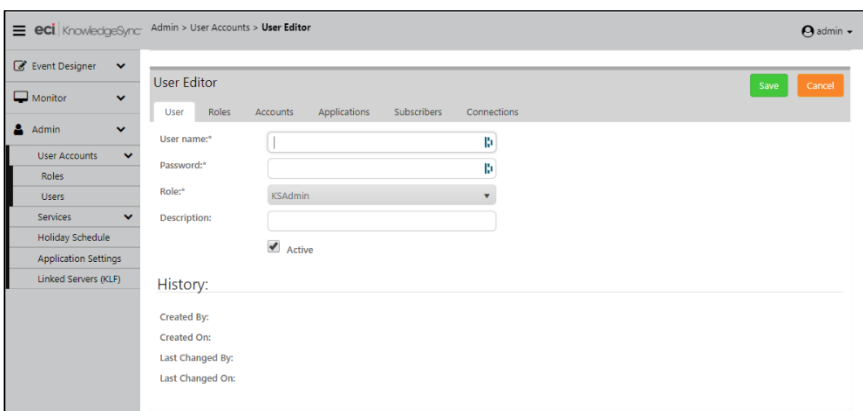 eci KnowledgeSync Admin > User Accounts > User Editor admin
Event Designer
Monitor
Admin
User Accounts
Roles
Users
Services
Holiday Schedule
Application Settings
Linked Servers (KLF)
User Editor Save Cancel
User Roles Accounts Applications Subscribers Connections
User name:*
Password:*
Role:* KSAdmin
Description:
Active
History:
Created By:
Created On:
Last Changed By:
Last Changed On: